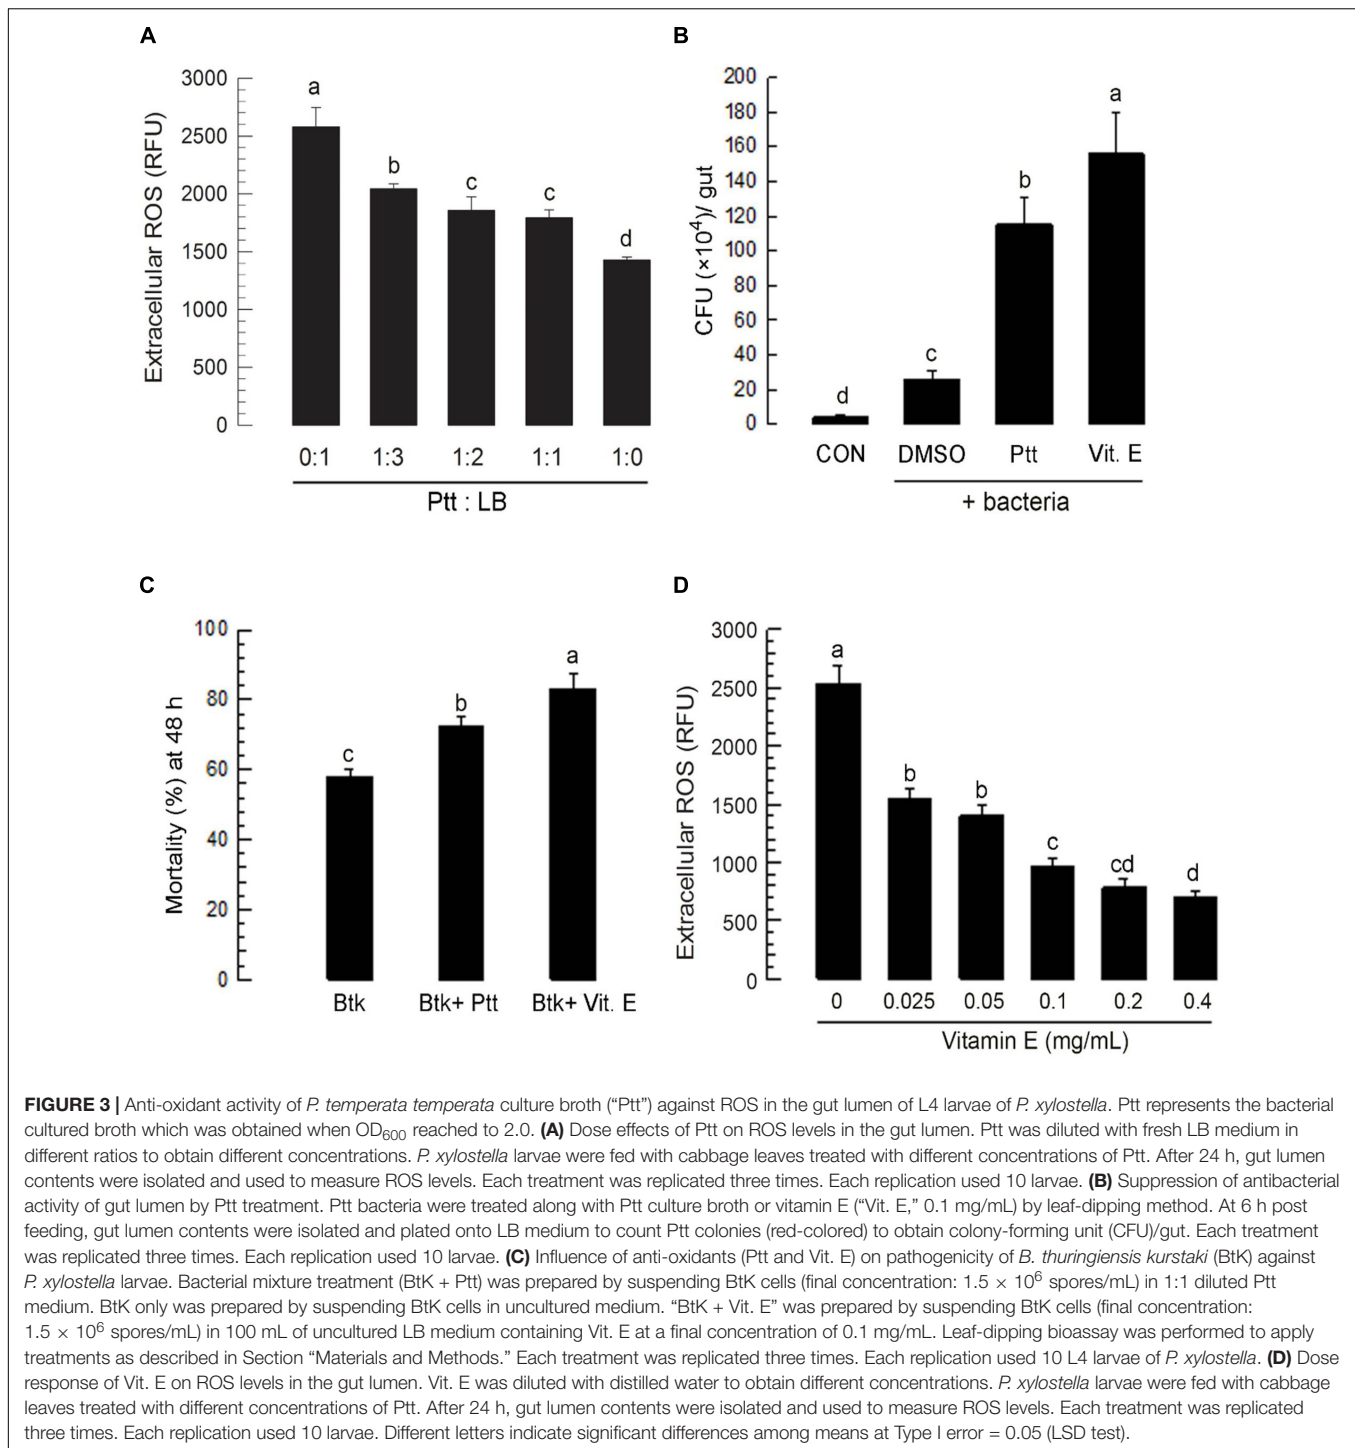 A
Extracellular ROS (RFU)
3000
2500
2000
1500
1000
500
0
a
b
c
c
d
0:1 1:3 1:2 1:1 1:0
Ptt : LB
B
CFU (×10⁴)/ gut
200
180
160
140
120
100
80
60
40
20
0
d
c
b
a
CON DMSO Ptt Vit. E
+ bacteria
C
Mortality (%) at 48 h
100
80
60
40
20
0
c
b
a
Btk Btk+ Ptt Btk+ Vit. E
D
Extracellular ROS (RFU)
3000
2500
2000
1500
1000
500
0
a
b
b
c
cd
d
0 0.025 0.05 0.1 0.2 0.4
Vitamin E (mg/mL)
FIGURE 3 | Anti-oxidant activity of P. temperata temperata culture broth (“Ptt”) against ROS in the gut lumen of L4 larvae of P. xylostella. Ptt represents the bacterial
cultured broth which was obtained when OD₆₀₀ reached to 2.0. (A) Dose effects of Ptt on ROS levels in the gut lumen. Ptt was diluted with fresh LB medium in
different ratios to obtain different concentrations. P. xylostella larvae were fed with cabbage leaves treated with different concentrations of Ptt. After 24 h, gut lumen
contents were isolated and used to measure ROS levels. Each treatment was replicated three times. Each replication used 10 larvae. (B) Suppression of antibacterial
activity of gut lumen by Ptt treatment. Ptt bacteria were treated along with Ptt culture broth or vitamin E (“Vit. E,” 0.1 mg/mL) by leaf-dipping method. At 6 h post
feeding, gut lumen contents were isolated and plated onto LB medium to count Ptt colonies (red-colored) to obtain colony-forming unit (CFU)/gut. Each treatment
was replicated three times. Each replication used 10 larvae. (C) Influence of anti-oxidants (Ptt and Vit. E) on pathogenicity of B. thuringiensis kurstaki (BtK) against
P. xylostella larvae. Bacterial mixture treatment (BtK + Ptt) was prepared by suspending BtK cells (final concentration: 1.5 × 10⁶ spores/mL) in 1:1 diluted Ptt
medium. BtK only was prepared by suspending BtK cells in uncultured medium. “BtK + Vit. E” was prepared by suspending BtK cells (final concentration:
1.5 × 10⁶ spores/mL) in 100 mL of uncultured LB medium containing Vit. E at a final concentration of 0.1 mg/mL. Leaf-dipping bioassay was performed to apply
treatments as described in Section “Materials and Methods.” Each treatment was replicated three times. Each replication used 10 L4 larvae of P. xylostella. (D) Dose
response of Vit. E on ROS levels in the gut lumen. Vit. E was diluted with distilled water to obtain different concentrations. P. xylostella larvae were fed with cabbage
leaves treated with different concentrations of Ptt. After 24 h, gut lumen contents were isolated and used to measure ROS levels. Each treatment was replicated
three times. Each replication used 10 larvae. Different letters indicate significant differences among means at Type I error = 0.05 (LSD test).